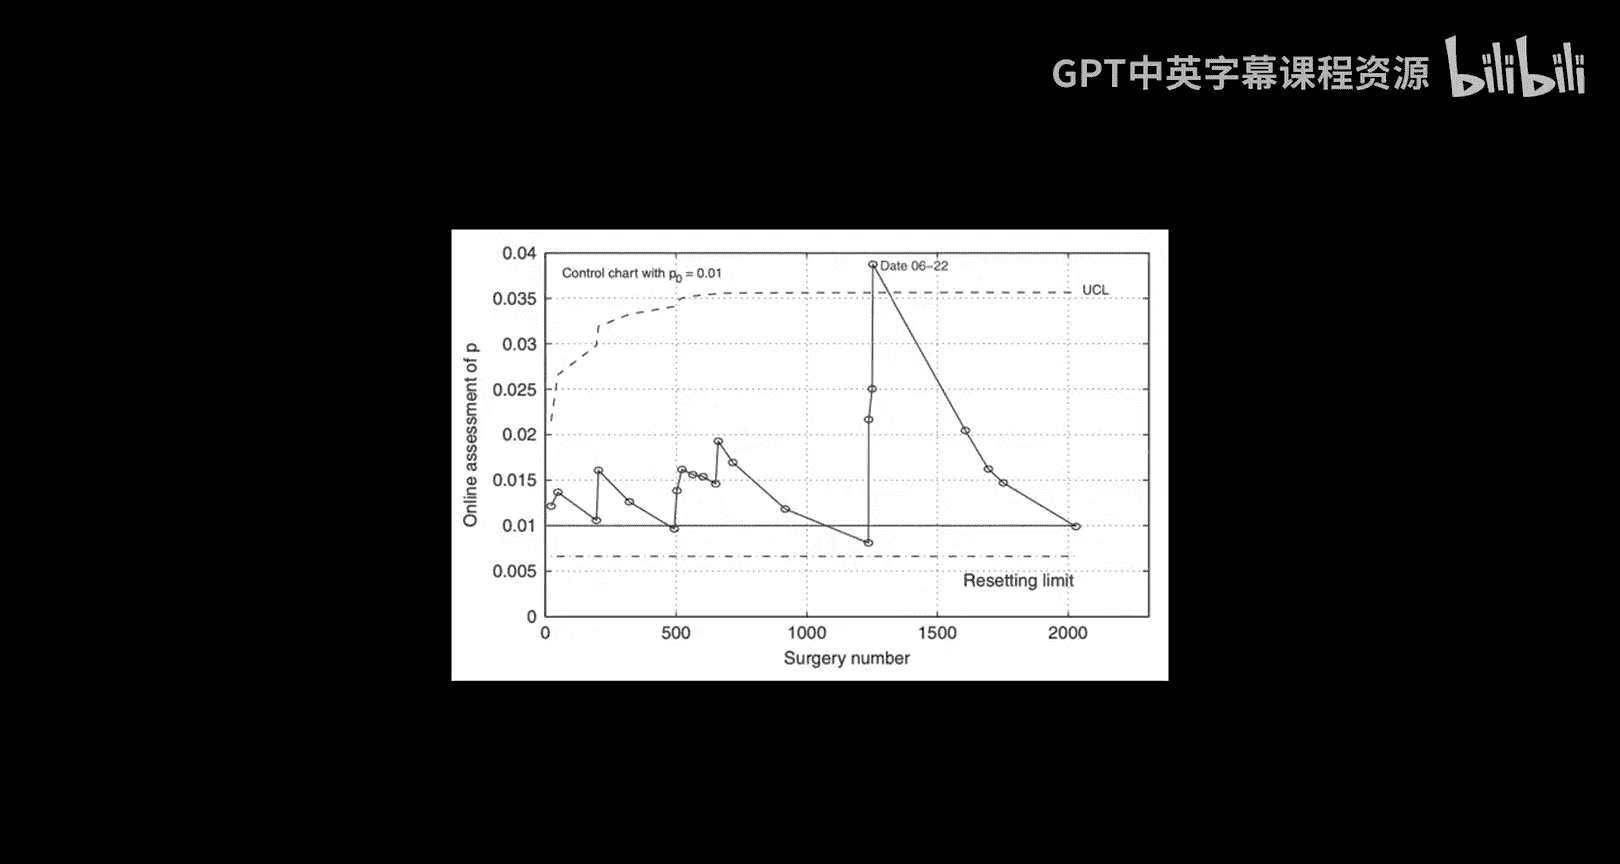 GPT中英字幕课程资源 bilibili
0.04
Control chart with p0 = 0.01
Date 06–22
0.035
UCL
0.03
0.025
0.02
0.015
0.01
0.005
Resetting limit
0
Online assessment of p
0 500 1000 1500 2000
Surgery number